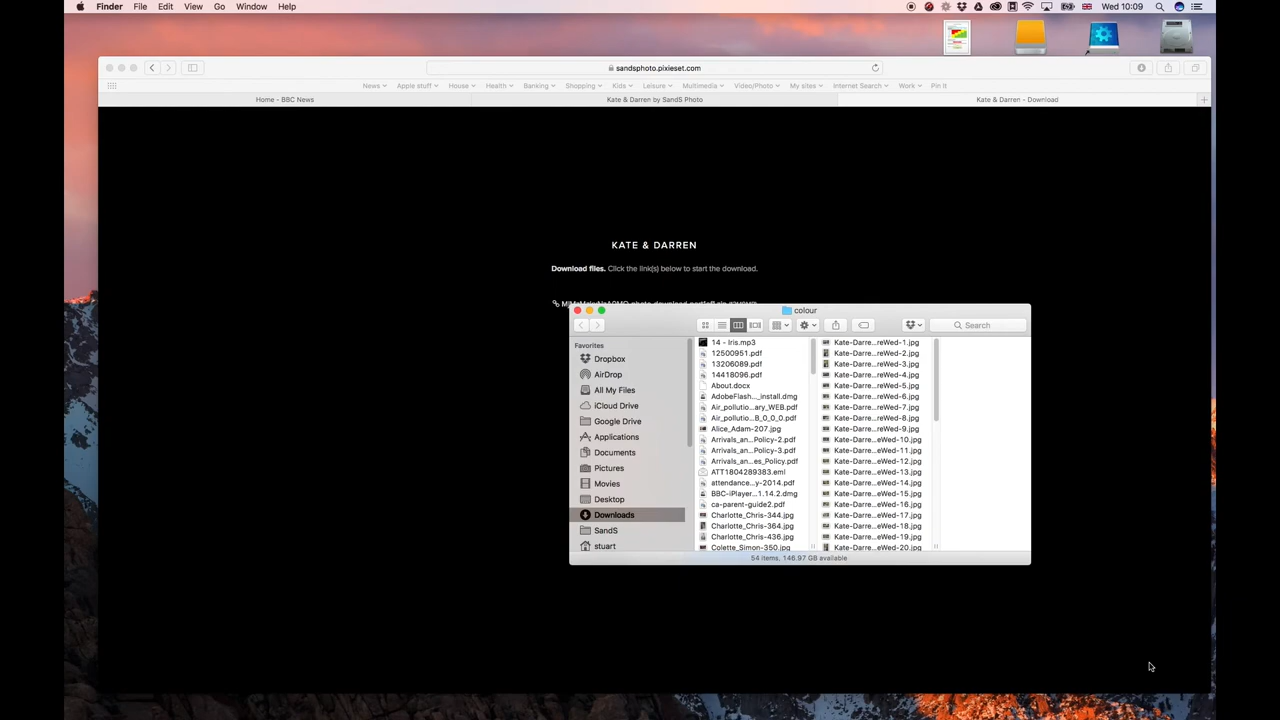 Finder File Edit View Go Window Help Wed 10:09
sandsphoto.pixieset.com
News Apple stuff House Health Banking Shopping Kids Leisure Multimedia Video/Photo My sites Internet Search Work Pin It
Home - BBC News Kate & Darren by SandS Photo Kate & Darren - Download
KATE & DARREN
Download files. Click the link(s) below to start the download.
colour
Search
Favorites
Dropbox
AirDrop
All My Files
iCloud Drive
Google Drive
Applications
Documents
Pictures
Movies
Desktop
Downloads
SandS
stuart
14 - Iris.mp3
12500951.pdf
13206089.pdf
14418096.pdf
About.docx
AdobeFlash..._install.dmg
Air_pollutio...ary_WEB.pdf
Air_pollutio...B_0_0_0.pdf
Alice_Adam-207.jpg
Arrivals_an...Policy-2.pdf
Arrivals_an...Policy-3.pdf
Arrivals_an...es_Policy.pdf
ATT1804289383.eml
attendance...y-2014.pdf
BBC-iPlayer...1.14.2.dmg
ca-parent-guide2.pdf
Charlotte_Chris-344.jpg
Charlotte_Chris-364.jpg
Charlotte_Chris-436.jpg
Colette_Simon-350.jpg
Kate-Darre...reWed-1.jpg
Kate-Darre...reWed-2.jpg
Kate-Darre...reWed-3.jpg
Kate-Darre...reWed-4.jpg
Kate-Darre...reWed-5.jpg
Kate-Darre...reWed-6.jpg
Kate-Darre...reWed-7.jpg
Kate-Darre...reWed-8.jpg
Kate-Darre...reWed-9.jpg
Kate-Darre...eWed-10.jpg
Kate-Darre...eWed-11.jpg
Kate-Darre...eWed-12.jpg
Kate-Darre...eWed-13.jpg
Kate-Darre...eWed-14.jpg
Kate-Darre...eWed-15.jpg
Kate-Darre...eWed-16.jpg
Kate-Darre...eWed-17.jpg
Kate-Darre...eWed-18.jpg
Kate-Darre...eWed-19.jpg
Kate-Darre...eWed-20.jpg
54 items, 146.97 GB available